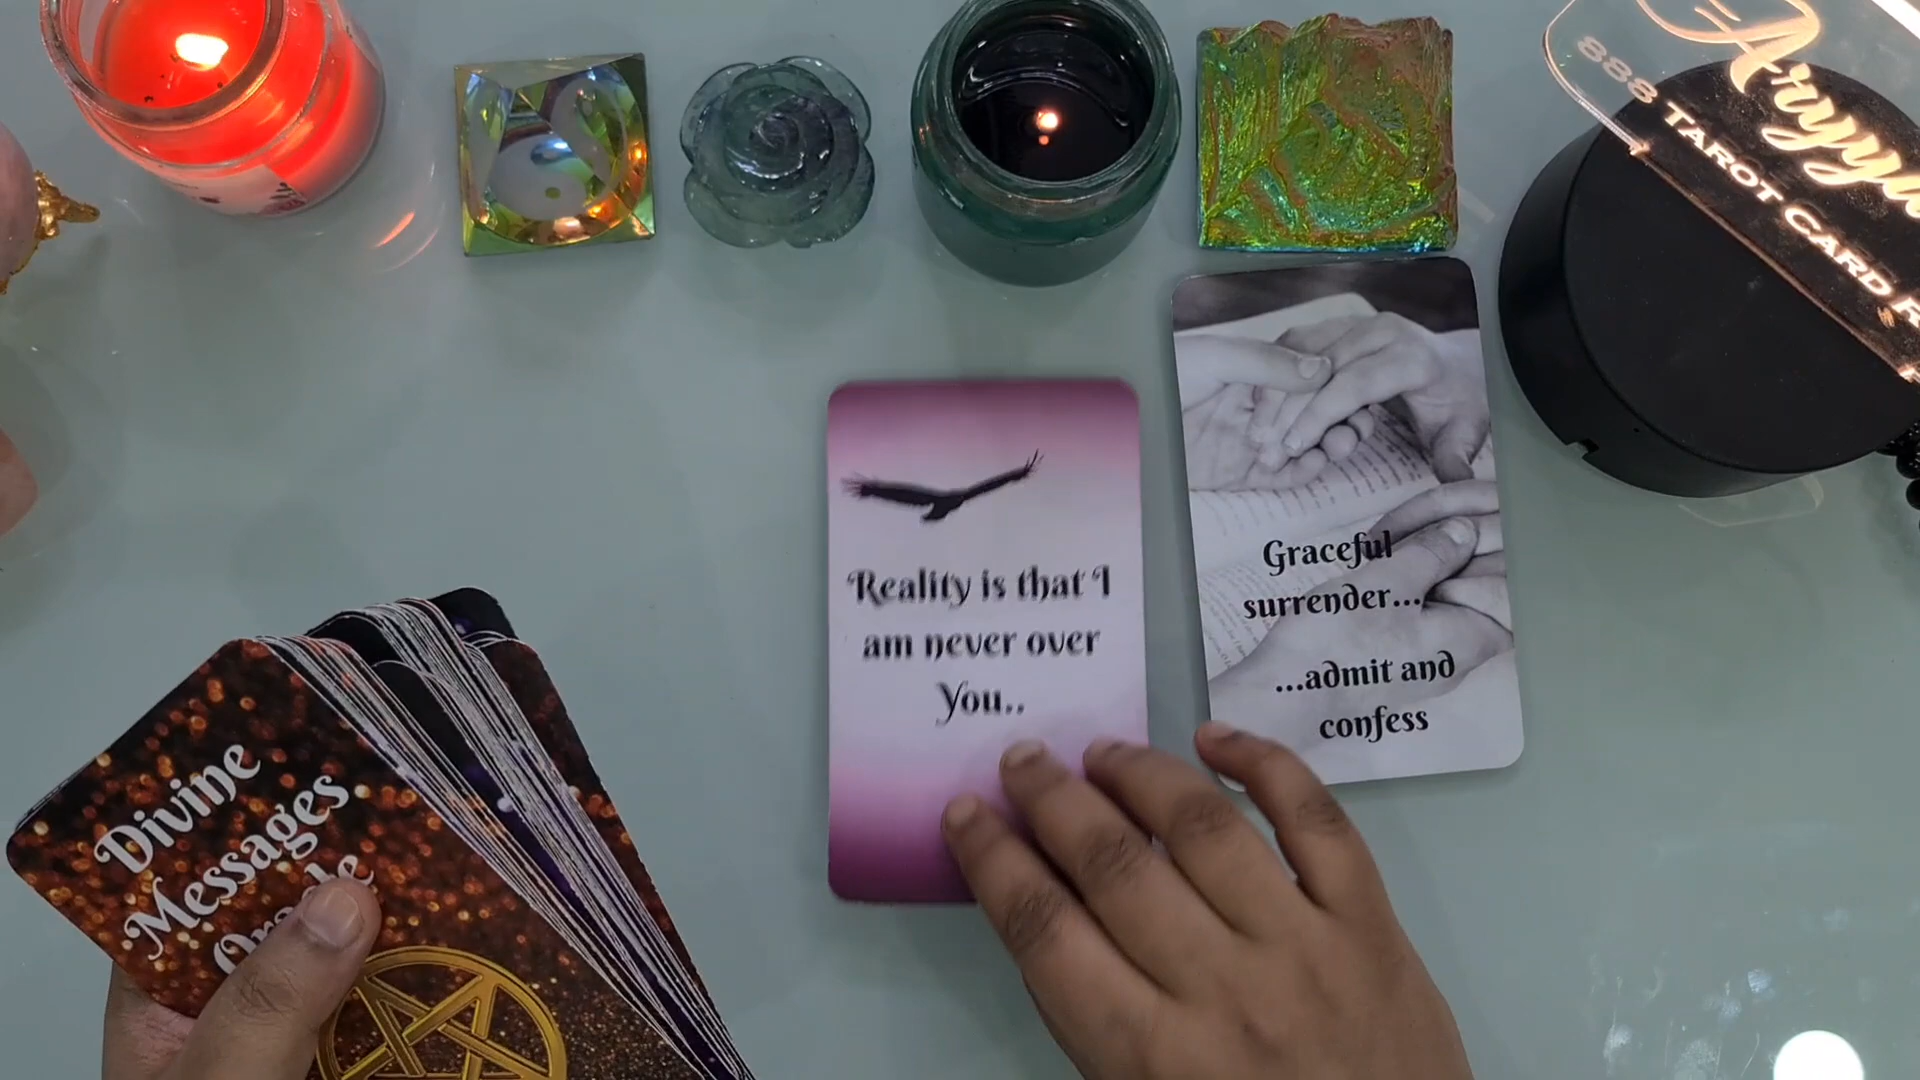 888 TAROT CARD
Reality is that I
am never over
You..
Graceful
surrender...
...admit and
confess
Divine
Messages